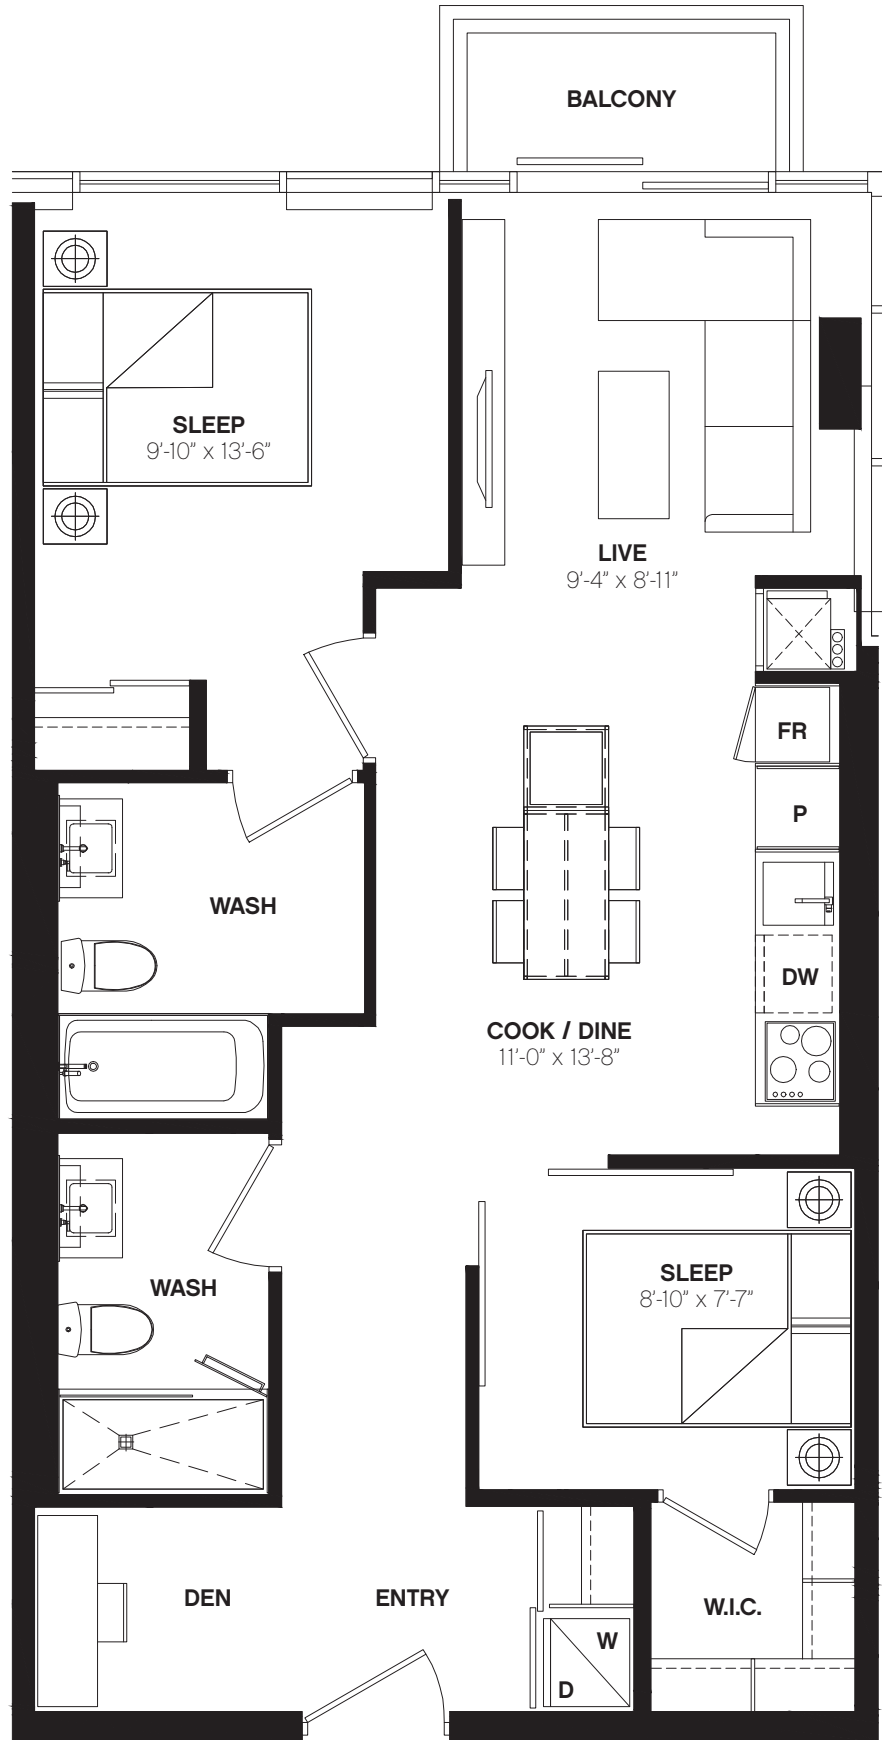 BALCONY
SLEEP
9'-10" x 13'-6"
LIVE
9'-4" x 8'-11"
FR
P
WASH
DW
COOK / DINE
11'-0" x 13'-8"
SLEEP
8'-10" x 7'-7"
WASH
DEN
ENTRY
W.I.C.
W
D